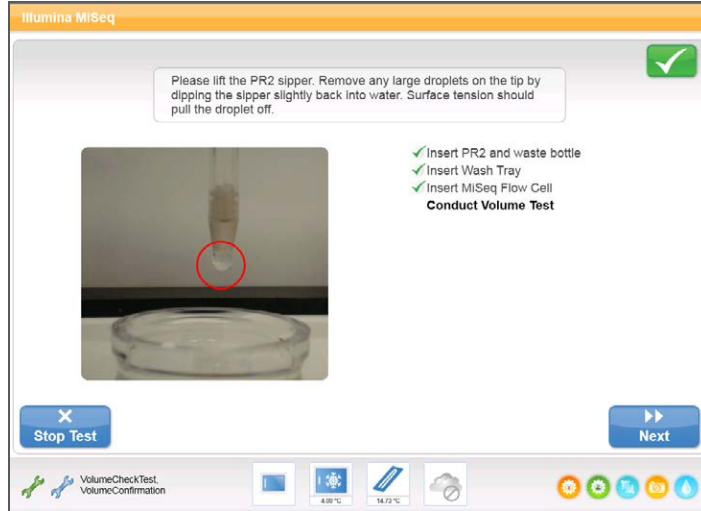 Illumina MiSeq
Please lift the PR2 sipper. Remove any large droplets on the tip by
dipping the sipper slightly back into water. Surface tension should
pull the droplet off.
Insert PR2 and waste bottle
Insert Wash Tray
Insert MiSeq Flow Cell
Conduct Volume Test
Stop Test
Next
VolumeCheckTest,
VolumeConfirmation
4.00 °C
14.73 °C